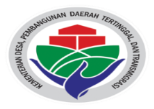 KEMENTERIAN DESA, PEMBANGUNAN DAERAH TERTINGGAL, DAN TRANSMIGRASI